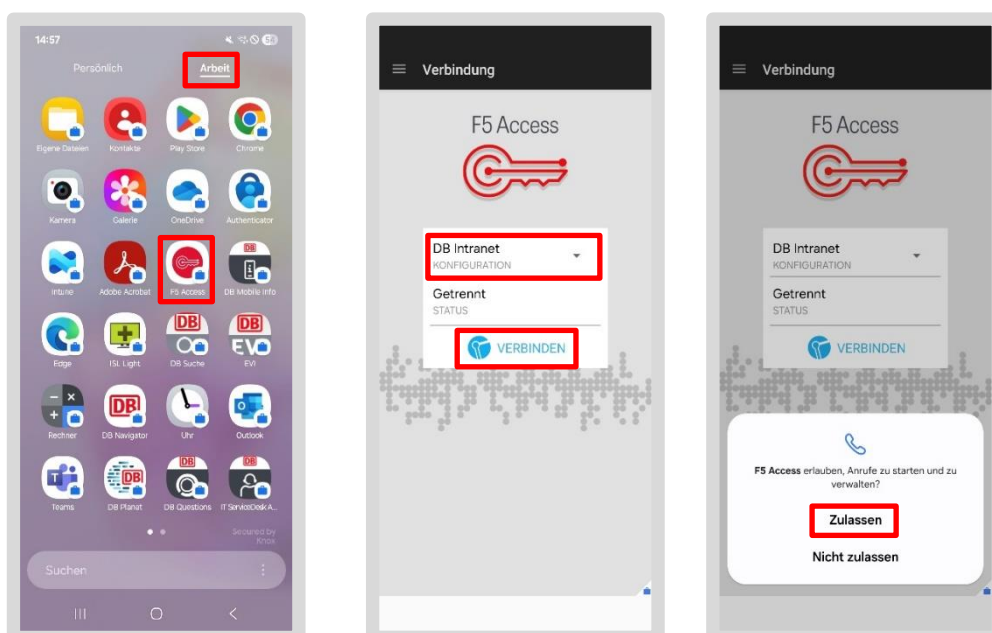 14:57
54
Persönlich
Arbeit
Eigene Dateien
Kontakte
Play Store
Chrome
Kamera
Galerie
OneDrive
Authenticator
Intune
Adobe Acrobat
F5 Access
DB
DB Mobile Info
Edge
ISL Light
DB
DB Suche
DB
EVI
EVI
Rechner
DB
DB Navigator
Uhr
Outlook
Teams
DB
DB Planet
DB
DB Questions
DB
IT ServiceDesk A...
Secured by
Knox
Suchen
Verbindung
F5 Access
DB Intranet
KONFIGURATION
Getrennt
STATUS
VERBINDEN
Verbindung
F5 Access
DB Intranet
KONFIGURATION
Getrennt
STATUS
VERBINDEN
F5 Access erlauben, Anrufe zu starten und zu
verwalten?
Zulassen
Nicht zulassen